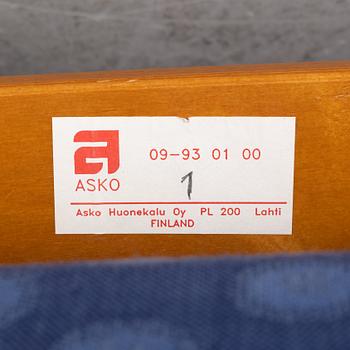 09-93 01 00
ASKO
1
Asko Huonekalu Oy PL 200 Lahti
FINLAND